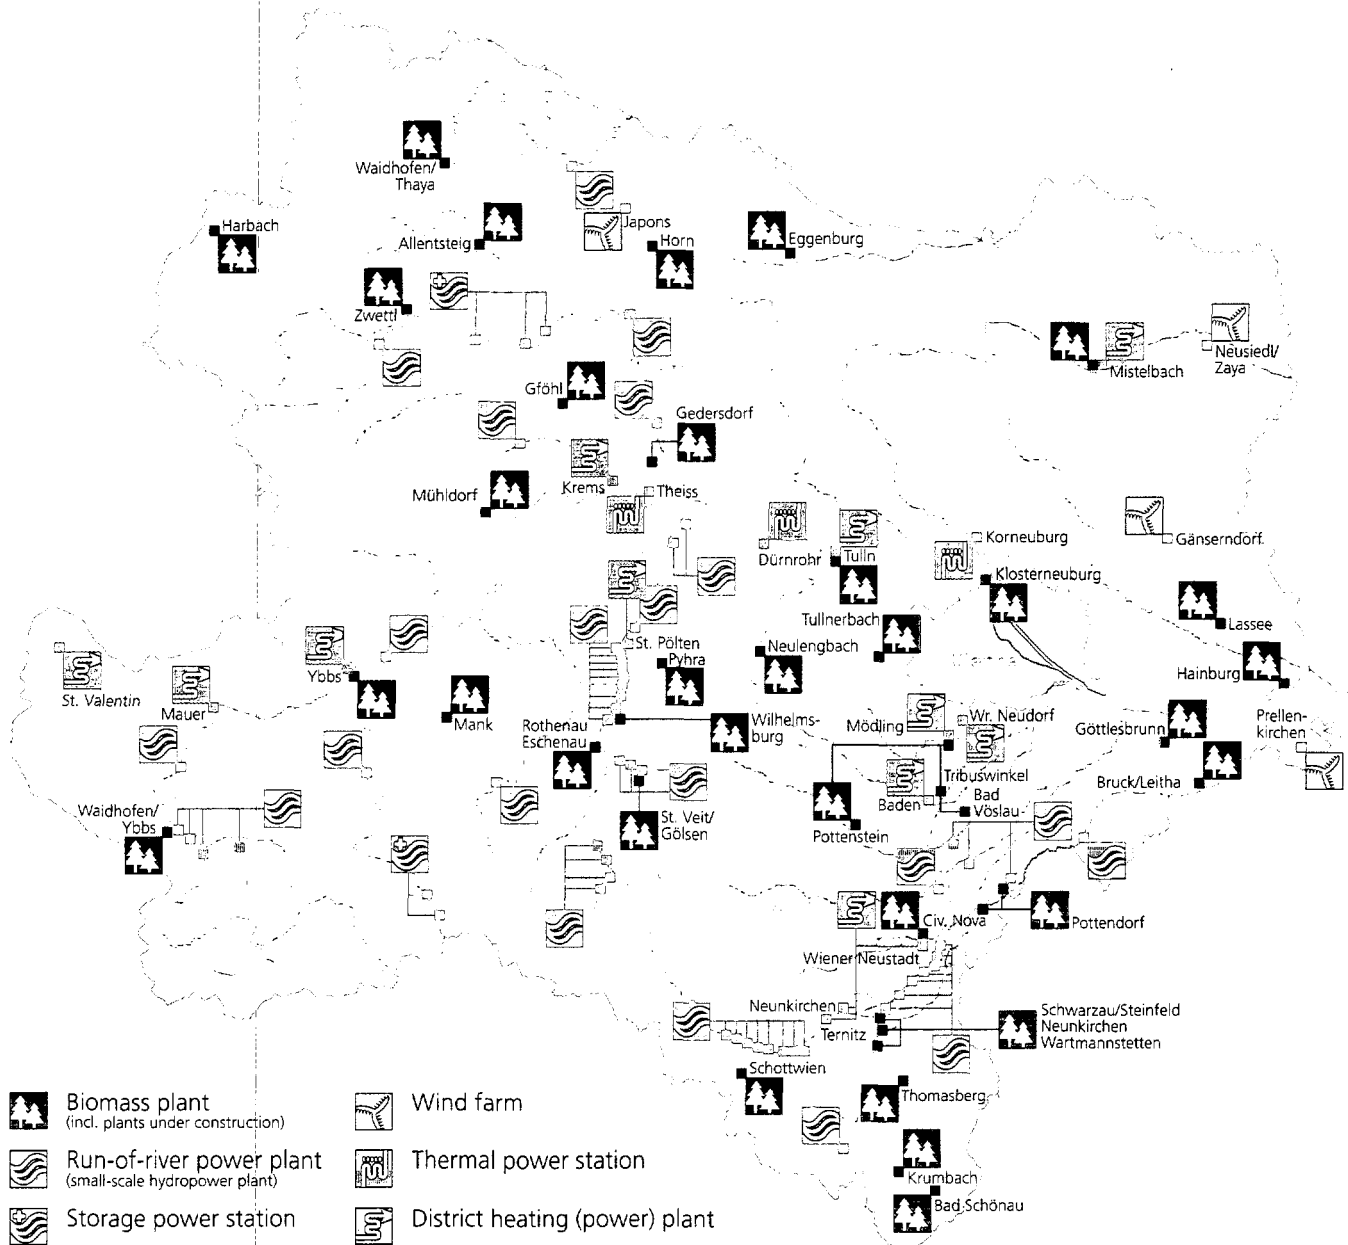 Waidhofen/
Thaya
Harbach
Allentsteig
Japons
Horn
Eggenburg
Zwettl
Neusiedl/
Zaya
Mistelbach
Gföhl
Gedersdorf
Mühldorf
Krems
Theiss
Dürnrohr
Tulln
Korneuburg
Gänserndorf
Klosterneuburg
Tullnerbach
Lassee
St. Pölten
Pyhra
Neulengbach
Hainburg
St. Valentin
Mauer
Ybbs
Mank
Rothenau
Eschenau
Wilhelms-
burg
Mödling
Wr. Neudorf
Göttlesbrunn
Prellen-
kirchen
Tribuswinkel
Bad
Vöslau
Baden
Bruck/Leitha
Waidhofen/
Ybbs
St. Veit/
Gölsen
Pottenstein
Civ. Nova
Pottendorf
Wiener Neustadt
Neunkirchen
Ternitz
Schwarzau/Steinfeld
Neunkirchen
Wartmannstetten
Schottwien
Thomasberg
Krumbach
Bad Schönau
Biomass plant
(incl. plants under construction)
Run-of-river power plant
(small-scale hydropower plant)
Storage power station
Wind farm
Thermal power station
District heating (power) plant